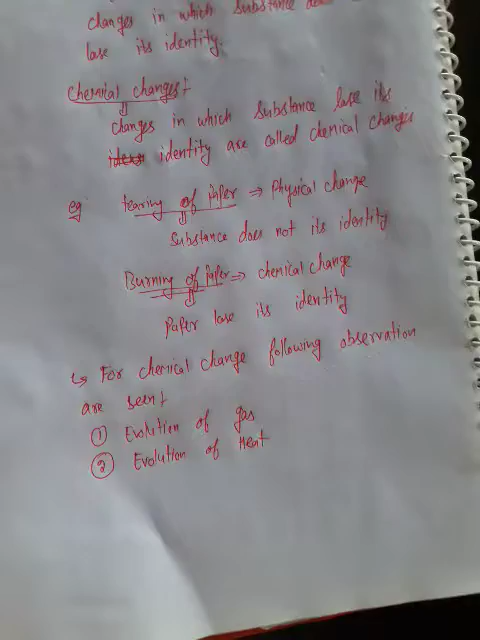 changes in which substance does
lose its identity.
Chemical changes:-
⇓
changes in which substance lose its
identity are called chemical changes
eg tearing of paper ⇒ Physical change
⇓
Substance does not its identity
Burning of paper ⇒ chemical change
⇓
Paper lose its identity
↳ For chemical change following observation
are seen:-
① Evolution of gas
② Evolution of Heat